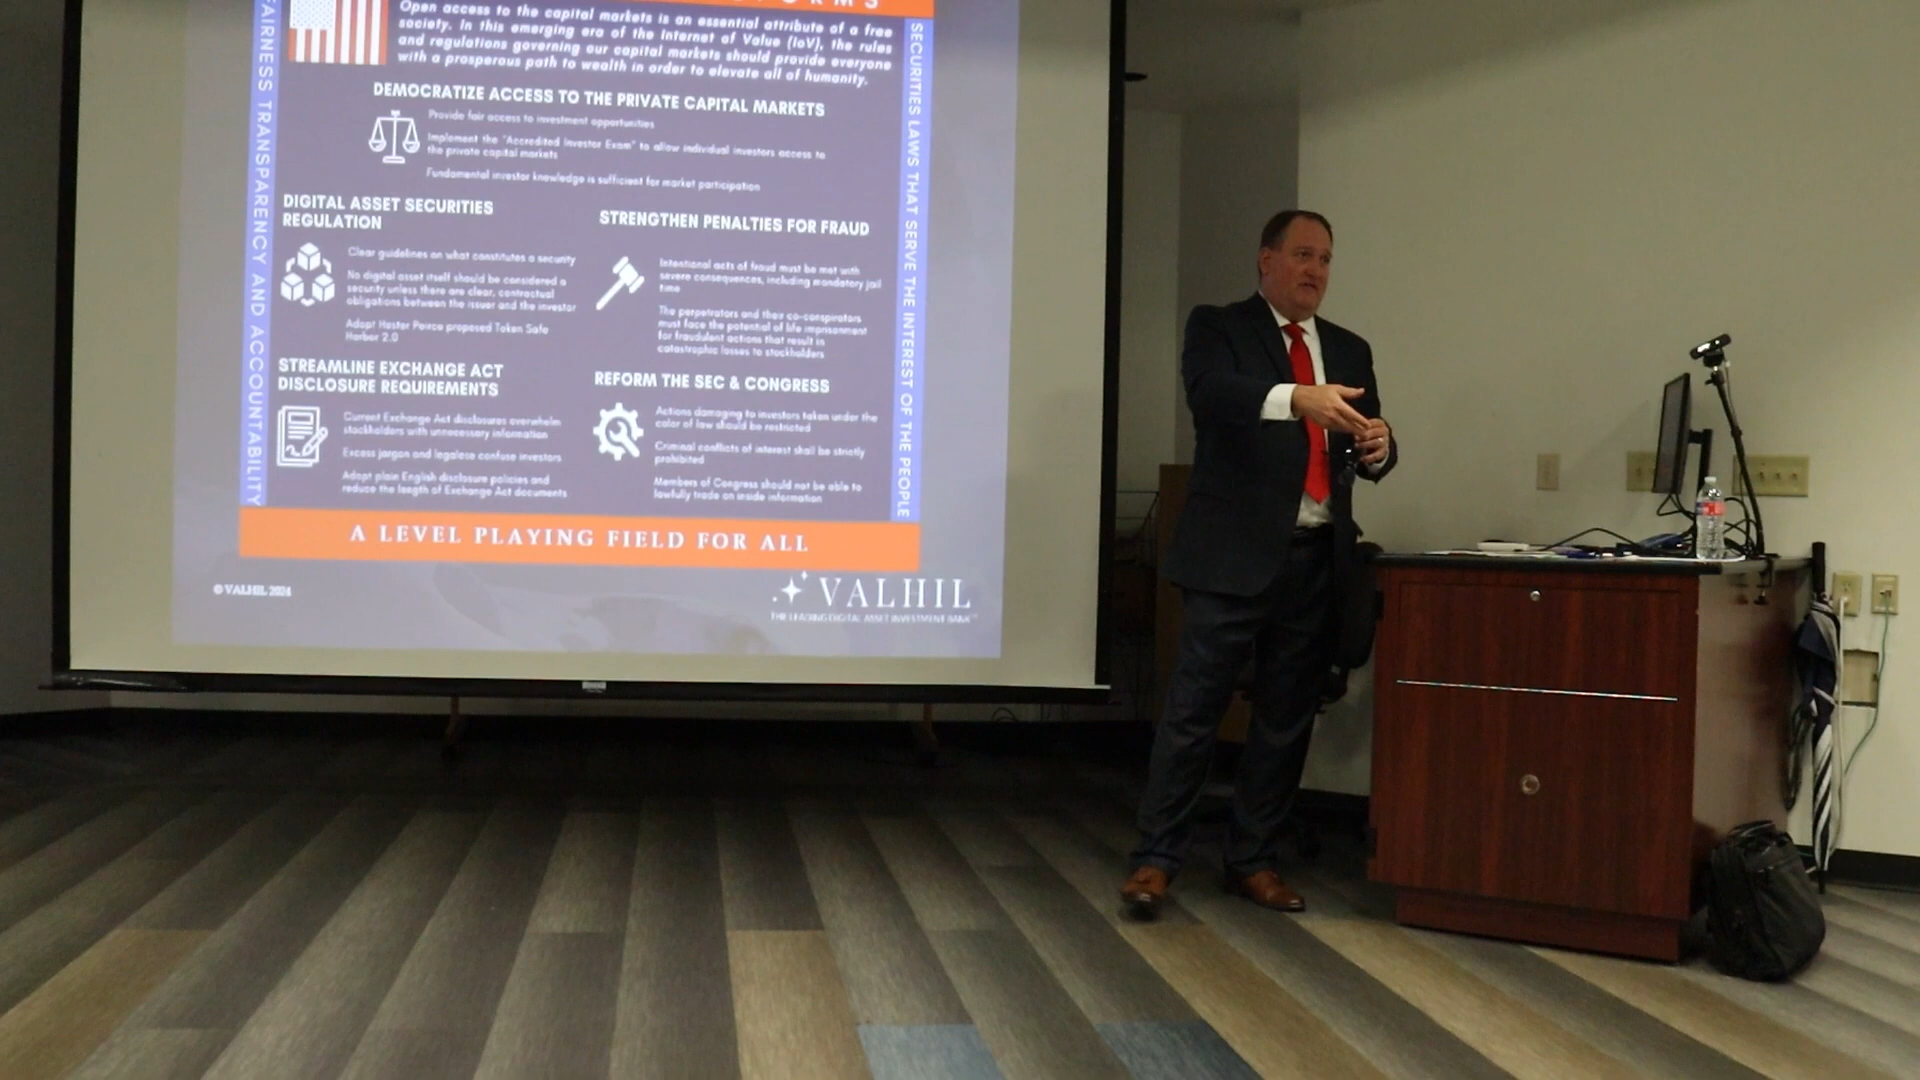 Open access to the capital markets is an essential attribute of a free
society. In this emerging era of the Internet of Value (IoV), the rules
and regulations governing our capital markets should provide everyone
with a prosperous path to wealth in order to elevate all of humanity.
FAIRNESS TRANSPARENCY AND ACCOUNTABILITY
SECURITIES LAWS THAT SERVE THE INTEREST OF THE PEOPLE
DEMOCRATIZE ACCESS TO THE PRIVATE CAPITAL MARKETS
Provide fair access to investment opportunities
Implement the "Accredited Investor Exam" to allow individual investors access to
the private capital markets
Fundamental investor knowledge is sufficient for market participation
DIGITAL ASSET SECURITIES
REGULATION
Clear guidelines on what constitutes a security
No digital asset itself should be considered a
security unless there are clear, contractual
obligations between the issuer and the investor
Adopt Hester Peirce proposed Token Safe
Harbor 2.0
STRENGTHEN PENALTIES FOR FRAUD
Intentional acts of fraud must be met with
severe consequences, including mandatory jail
time
The perpetrators and their co-conspirators
must face the potential of life imprisonment
for fraudulent actions that result in
catastrophic losses to stockholders
STREAMLINE EXCHANGE ACT
DISCLOSURE REQUIREMENTS
Current Exchange Act disclosures overwhelm
stockholders with unnecessary information
Excess jargon and legalese confuse investors
Adopt plain English disclosure policies and
reduce the length of Exchange Act documents
REFORM THE SEC & CONGRESS
Actions damaging to investors taken under the
color of law should be restricted
Criminal conflicts of interest shall be strictly
prohibited
Members of Congress should not be able to
lawfully trade on inside information
A LEVEL PLAYING FIELD FOR ALL
© VALHIL 2024
VALHIL
THE LEADING DIGITAL ASSET INVESTMENT BANK